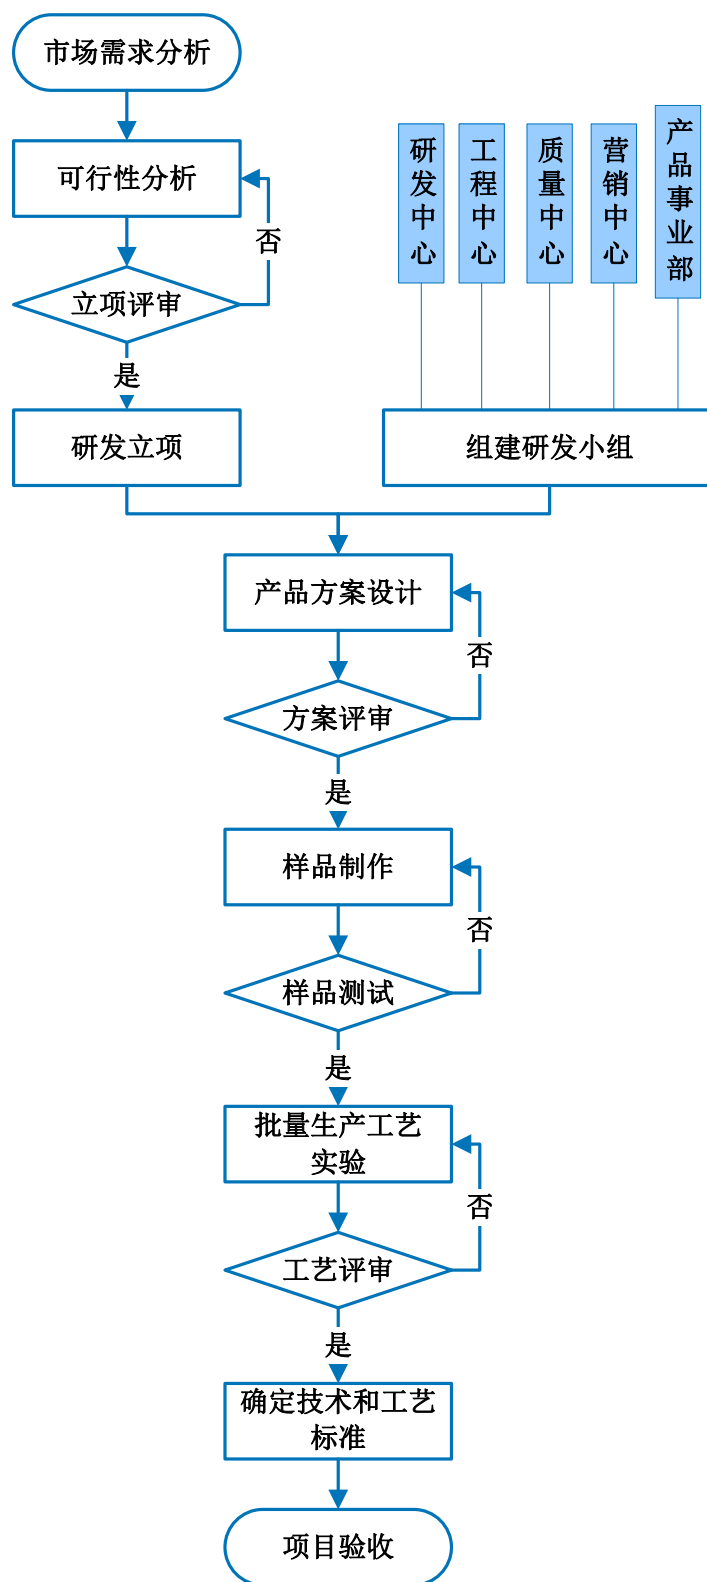 市场需求分析
可行性分析
否
立项评审
是
研发立项
研发中心
工程中心
质量中心
营销中心
产品事业部
组建研发小组
产品方案设计
否
方案评审
是
样品制作
否
样品测试
是
批量生产工艺
实验
否
工艺评审
是
确定技术和工艺
标准
项目验收